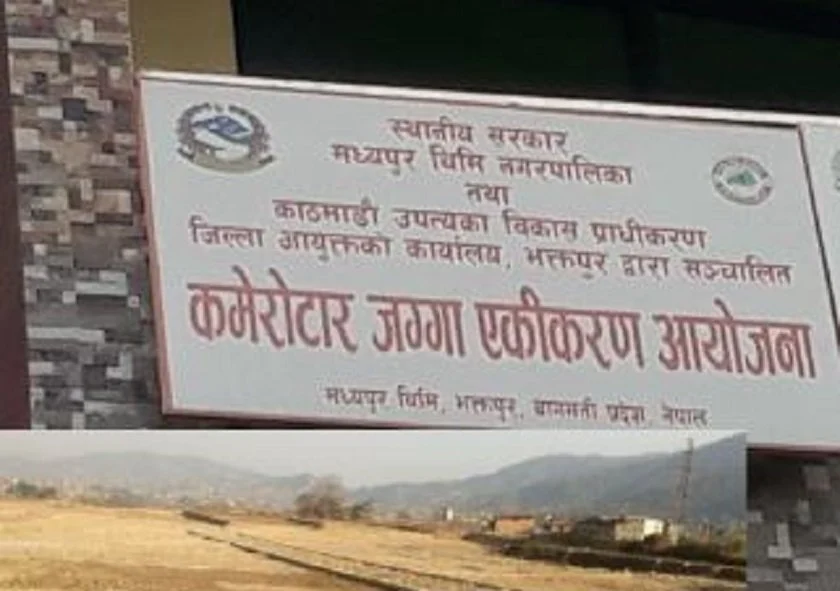 स्थानीय सरकार
मध्यपुर थिमि नगरपालिका
तथा
काठमाडौं उपत्यका विकास प्राधीकरण
जिल्ला आयुक्तको कार्यालय, भक्तपुर द्वारा सञ्चालित
कमेरोटार जग्गा एकीकरण आयोजना
मध्यपुर थिमि, भक्तपुर, बागमती प्रदेश, नेपाल